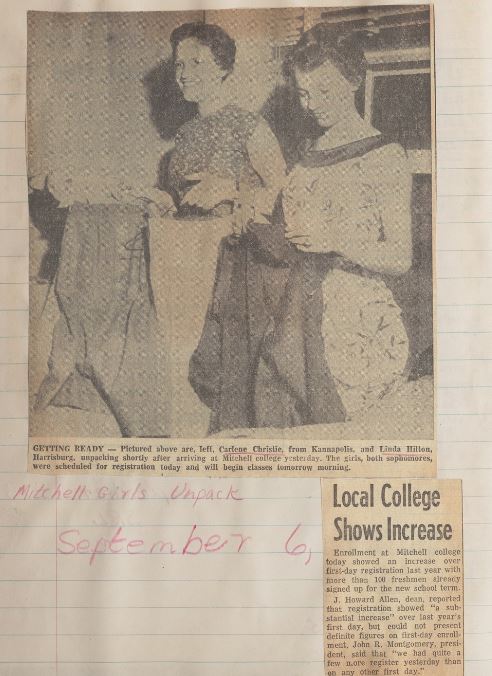 GETTING READY — Pictured above are, left, Carlene Christie, from Kannapolis, and Linda Hilton,
Harrisburg, unpacking shortly after arriving at Mitchell college yesterday. The girls, both sophomores,
were scheduled for registration today and will begin classes tomorrow morning.
Mitchell Girls Unpack
September 6,
Local College
Shows Increase
Enrollment at Mitchell college
today showed an increase over
first-day registration last year with
more than 100 freshmen already
signed up for the new school term.
J. Howard Allen, dean, reported
that registration showed "a sub-
stantial increase" over last year's
first day, but could not present
definite figures on first-day enroll-
ment. John R. Montgomery, presi-
dent, said that "we had quite a
few more register yesterday than
on any other first day."